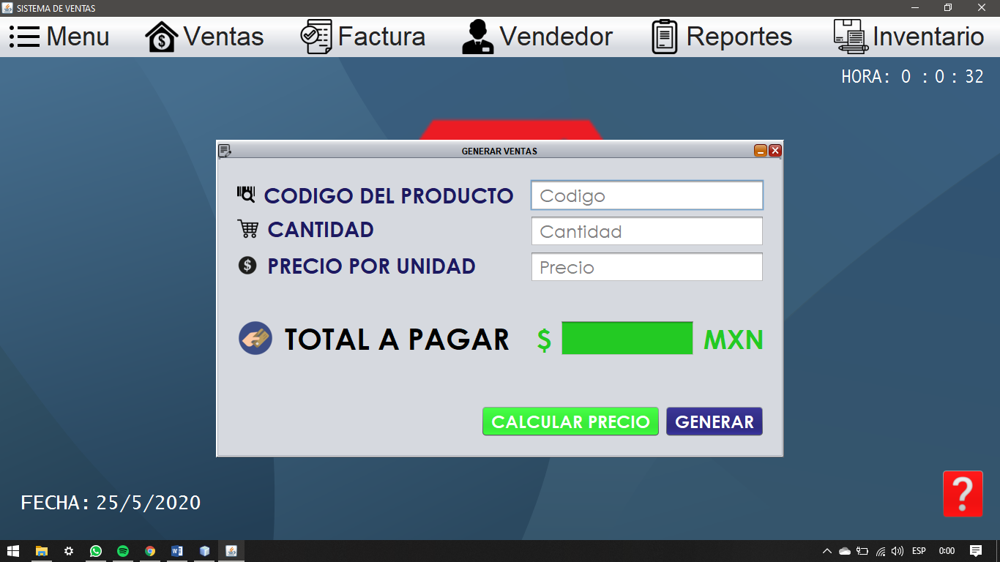 SISTEMA DE VENTAS
Menu Ventas Factura Vendedor Reportes Inventario
HORA: 0 : 0 : 32
GENERAR VENTAS
CODIGO DEL PRODUCTO Codigo
CANTIDAD Cantidad
PRECIO POR UNIDAD Precio
TOTAL A PAGAR $ MXN
CALCULAR PRECIO GENERAR
FECHA: 25/5/2020
?
ESP 0:00